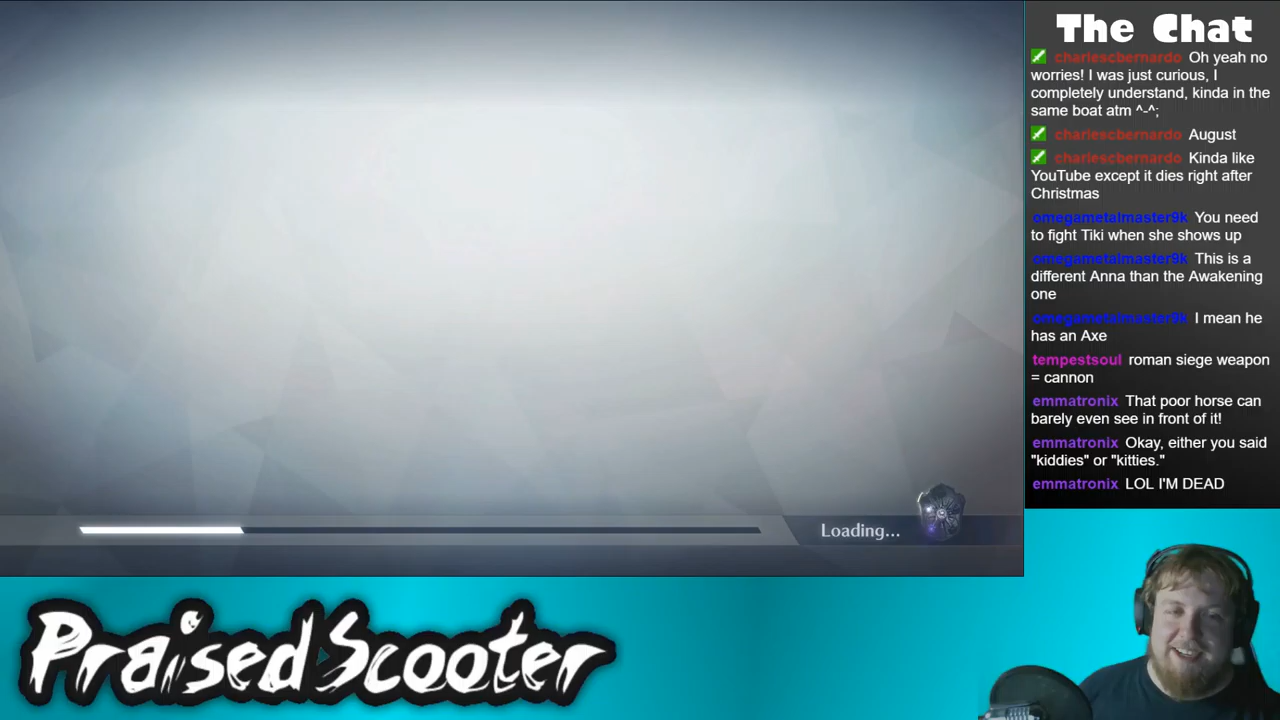 The Chat
charlescbernardo Oh yeah no
worries! I was just curious, I
completely understand, kinda in the
same boat atm ^-^;
charlescbernardo August
charlescbernardo Kinda like
YouTube except it dies right after
Christmas
omegametalmaster9k You need
to fight Tiki when she shows up
omegametalmaster9k This is a
different Anna than the Awakening
one
omegametalmaster9k I mean he
has an Axe
tempestsoul roman siege weapon
= cannon
emmatronix That poor horse can
barely even see in front of it!
emmatronix Okay, either you said
"kiddies" or "kitties."
emmatronix LOL I'M DEAD
Loading...
PraisedScooter